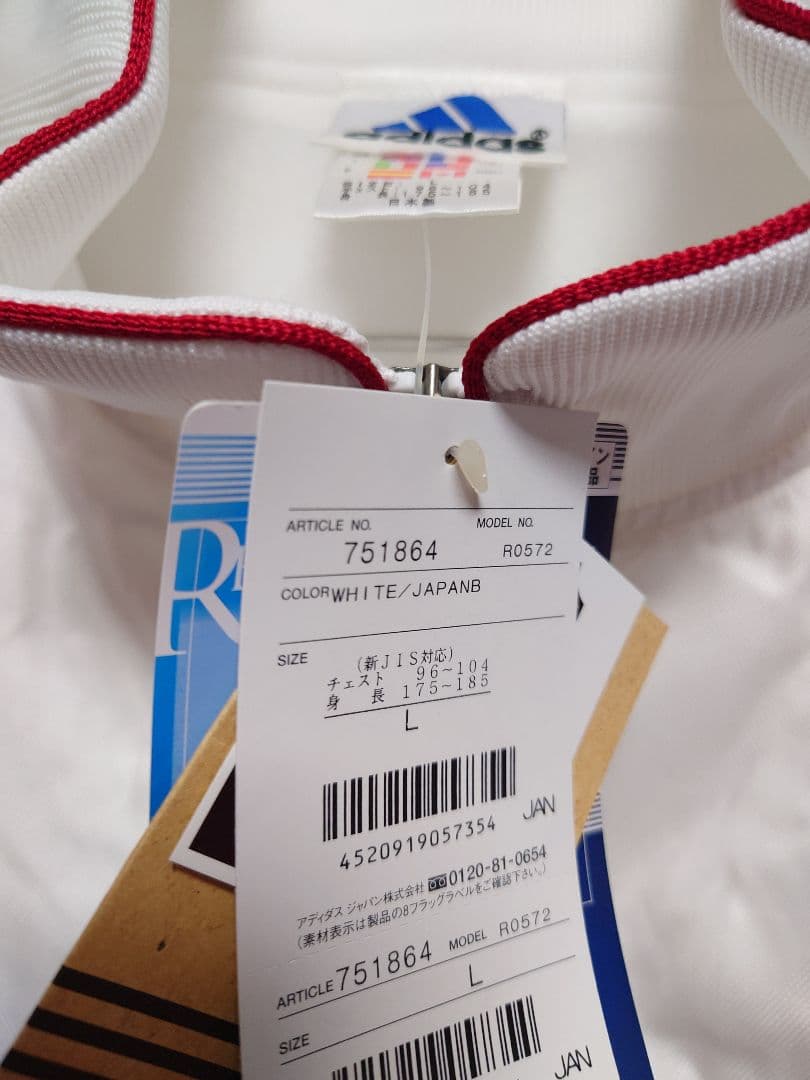 adidas
日本製
ARTICLE NO.
MODEL NO.
751864
R0572
COLOR WHITE/JAPANB
SIZE
(新JIS対応)
チェスト 96~104
身 長 175~185
L
JAN
4520919057354
アディダス ジャパン株式会社 0120-81-0654
(素材表示は製品の8フラッグラベルをご確認下さい。)
ARTICLE 751864 MODEL R0572
L
SIZE
JAN